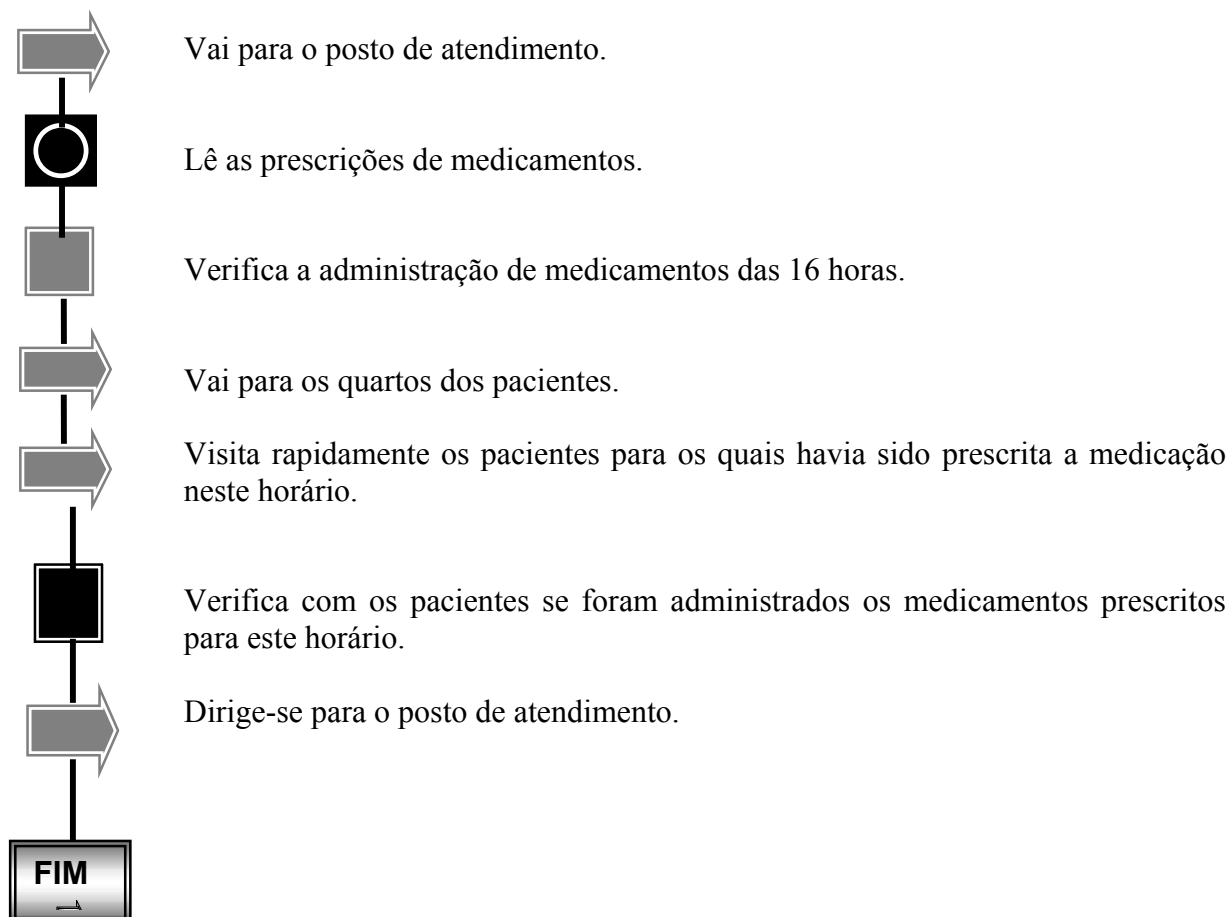 Vai para o posto de atendimento.
Lê as prescrições de medicamentos.
Verifica a administração de medicamentos das 16 horas.
Vai para os quartos dos pacientes.
Visita rapidamente os pacientes para os quais havia sido prescrita a medicação
neste horário.
Verifica com os pacientes se foram administrados os medicamentos prescritos
para este horário.
Dirige-se para o posto de atendimento.
FIM